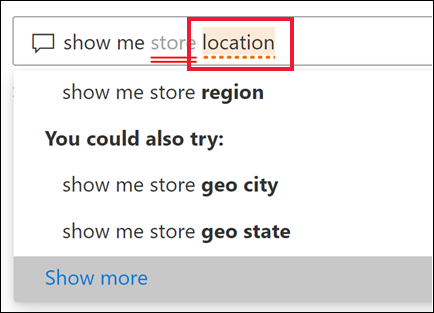 show me store location
show me store region
You could also try:
show me store geo city
show me store geo state
Show more